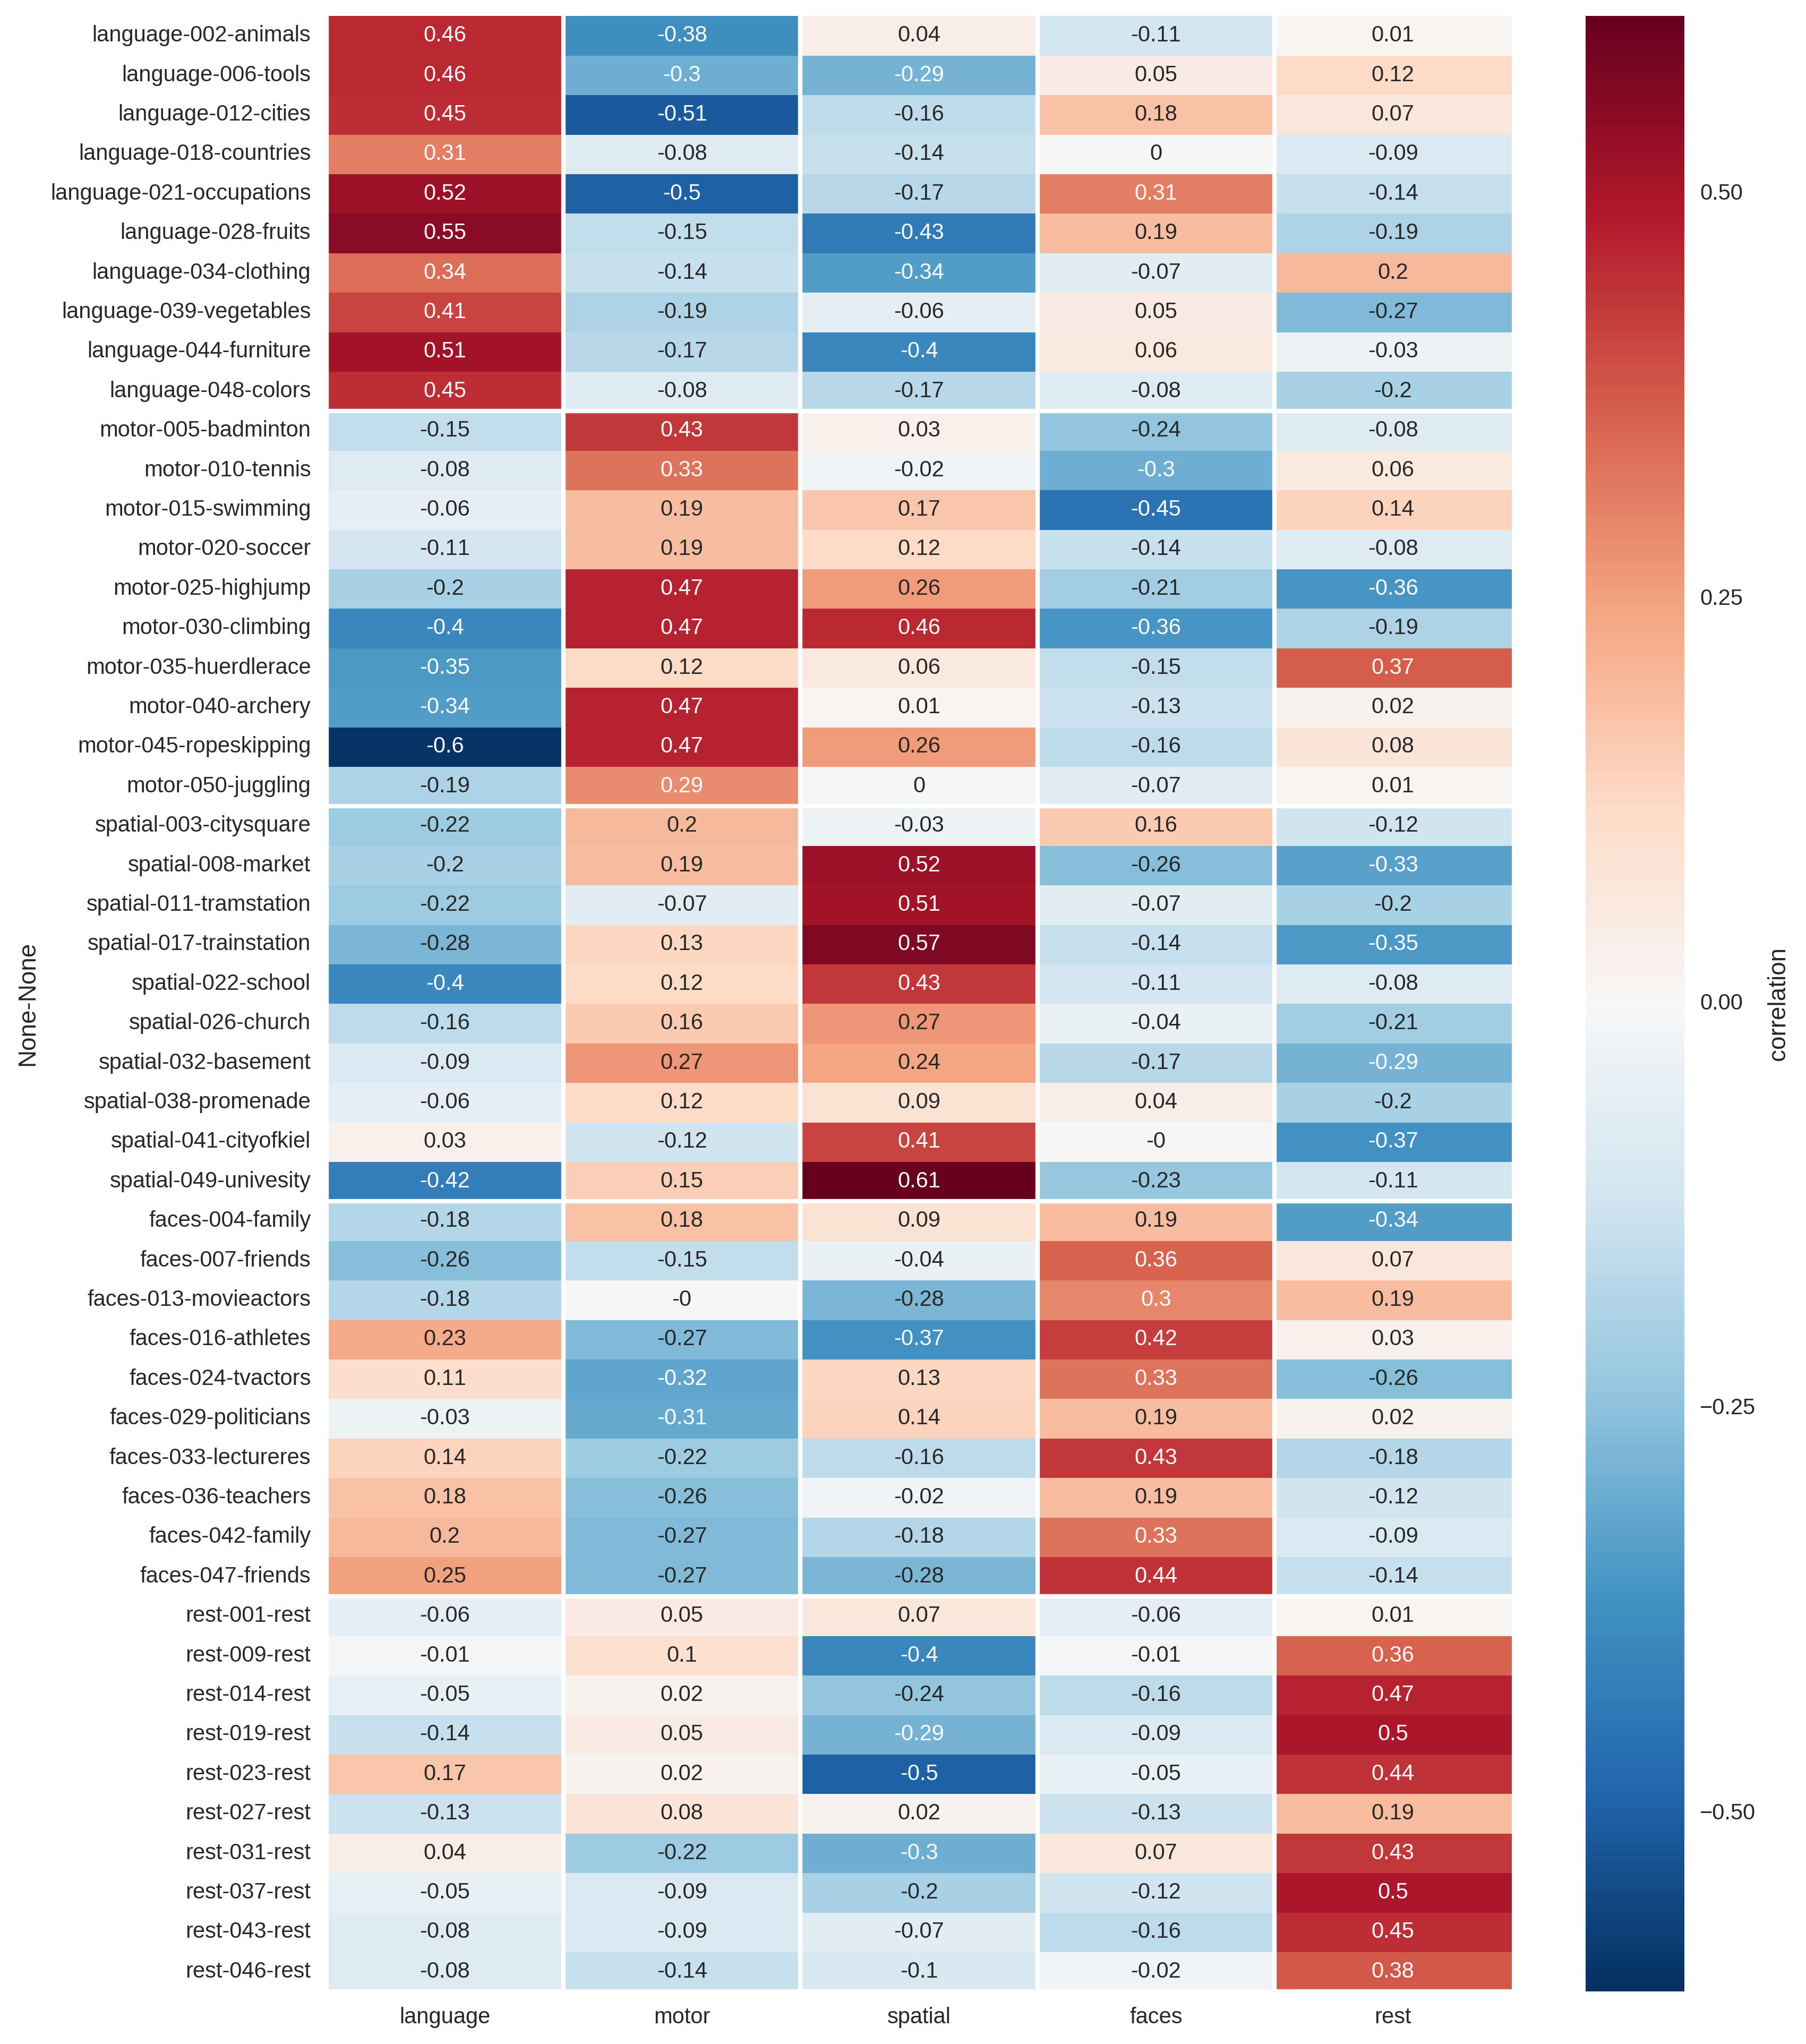 language-002-animals 0.46 -0.38 0.04 -0.11 0.01
language-006-tools 0.46 -0.3 -0.29 0.05 0.12
language-012-cities 0.45 -0.51 -0.16 0.18 0.07
language-018-countries 0.31 -0.08 -0.14 0 -0.09
language-021-occupations 0.52 -0.5 -0.17 0.31 -0.14
language-028-fruits 0.55 -0.15 -0.43 0.19 -0.19
language-034-clothing 0.34 -0.14 -0.34 -0.07 0.2
language-039-vegetables 0.41 -0.19 -0.06 0.05 -0.27
language-044-furniture 0.51 -0.17 -0.4 0.06 -0.03
language-048-colors 0.45 -0.08 -0.17 -0.08 -0.2
motor-005-badminton -0.15 0.43 0.03 -0.24 -0.08
motor-010-tennis -0.08 0.33 -0.02 -0.3 0.06
motor-015-swimming -0.06 0.19 0.17 -0.45 0.14
motor-020-soccer -0.11 0.19 0.12 -0.14 -0.08
motor-025-highjump -0.2 0.47 0.26 -0.21 -0.36
motor-030-climbing -0.4 0.47 0.46 -0.36 -0.19
motor-035-huerdlerace -0.35 0.12 0.06 -0.15 0.37
motor-040-archery -0.34 0.47 0.01 -0.13 0.02
motor-045-ropeskipping -0.6 0.47 0.26 -0.16 0.08
motor-050-juggling -0.19 0.29 0 -0.07 0.01
spatial-003-citysquare -0.22 0.2 -0.03 0.16 -0.12
spatial-008-market -0.2 0.19 0.52 -0.26 -0.33
spatial-011-tramstation -0.22 -0.07 0.51 -0.07 -0.2
spatial-017-trainstation -0.28 0.13 0.57 -0.14 -0.35
spatial-022-school -0.4 0.12 0.43 -0.11 -0.08
spatial-026-church -0.16 0.16 0.27 -0.04 -0.21
spatial-032-basement -0.09 0.27 0.24 -0.17 -0.29
spatial-038-promenade -0.06 0.12 0.09 0.04 -0.2
spatial-041-cityofkiel 0.03 -0.12 0.41 -0 -0.37
spatial-049-univesity -0.42 0.15 0.61 -0.23 -0.11
faces-004-family -0.18 0.18 0.09 0.19 -0.34
faces-007-friends -0.26 -0.15 -0.04 0.36 0.07
faces-013-movieactors -0.18 -0 -0.28 0.3 0.19
faces-016-athletes 0.23 -0.27 -0.37 0.42 0.03
faces-024-tvactors 0.11 -0.32 0.13 0.33 -0.26
faces-029-politicians -0.03 -0.31 0.14 0.19 0.02
faces-033-lectureres 0.14 -0.22 -0.16 0.43 -0.18
faces-036-teachers 0.18 -0.26 -0.02 0.19 -0.12
faces-042-family 0.2 -0.27 -0.18 0.33 -0.09
faces-047-friends 0.25 -0.27 -0.28 0.44 -0.14
rest-001-rest -0.06 0.05 0.07 -0.06 0.01
rest-009-rest -0.01 0.1 -0.4 -0.01 0.36
rest-014-rest -0.05 0.02 -0.24 -0.16 0.47
rest-019-rest -0.14 0.05 -0.29 -0.09 0.5
rest-023-rest 0.17 0.02 -0.5 -0.05 0.44
rest-027-rest -0.13 0.08 0.02 -0.13 0.19
rest-031-rest 0.04 -0.22 -0.3 0.07 0.43
rest-037-rest -0.05 -0.09 -0.2 -0.12 0.5
rest-043-rest -0.08 -0.09 -0.07 -0.16 0.45
rest-046-rest -0.08 -0.14 -0.1 -0.02 0.38
language motor spatial faces rest
None-None
0.50
0.25
0.00
−0.25
−0.50
correlation